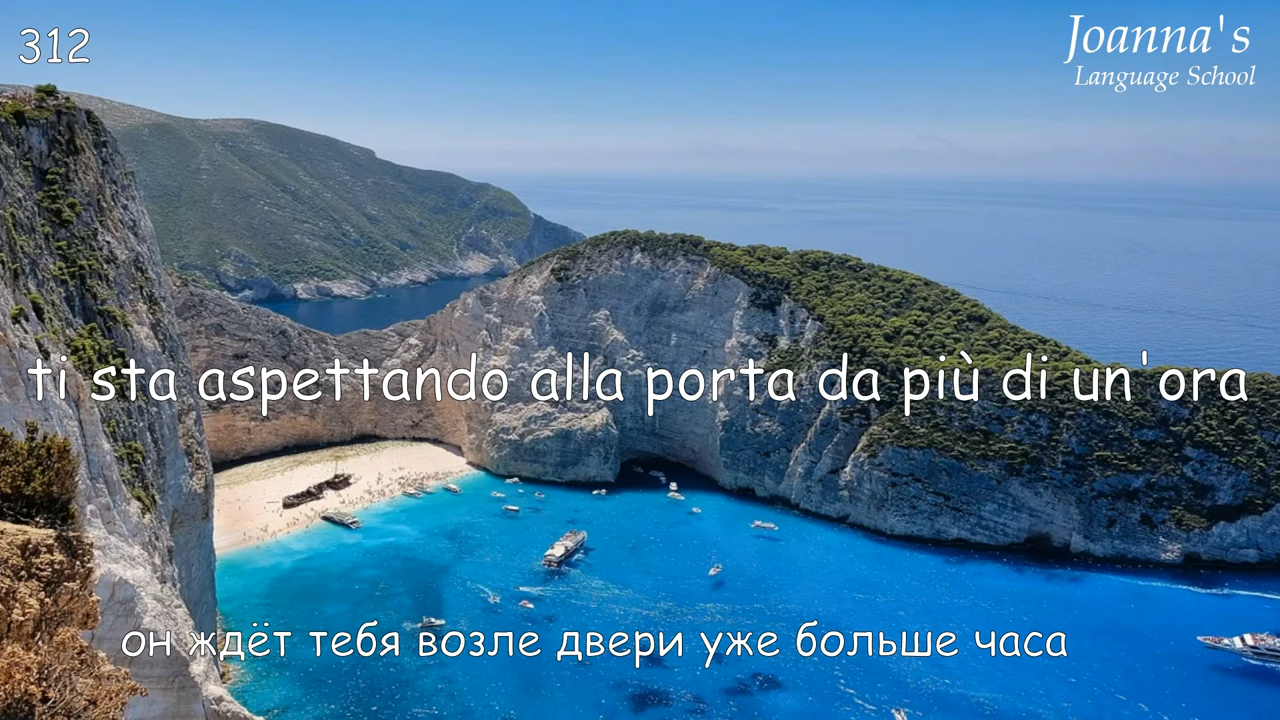 312
Joanna's
Language School
ti sta aspettando alla porta da più di un'ora
он ждёт тебя возле двери уже больше часа